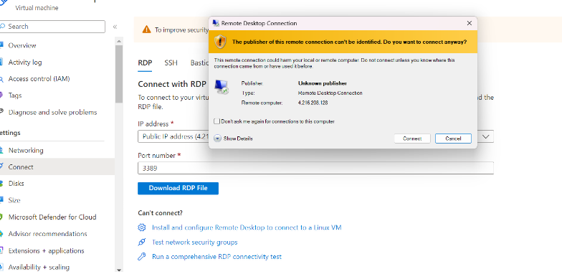 Virtual machine
Search
«
Overview
Activity log
Access control (IAM)
Tags
Diagnose and solve problems
Settings
Networking
Connect
Disks
Size
Microsoft Defender for Cloud
Advisor recommendations
Extensions + applications
Availability + scaling
To improve security
RDP SSH Bastio
Connect with RDP
To connect to your virtu
RDP file.
IP address *
Public IP address (4.21
Port number *
3389
Download RDP File
Can't connect?
Install and configure Remote Desktop to connect to a Linux VM
Test network security groups
Run a comprehensive RDP connectivity test
nd the
Remote Desktop Connection
The publisher of this remote connection can't be identified. Do you want to connect anyway?
This remote connection could harm your local or remote computer. Do not connect unless you know where this
connection came from or have used it before.
Publisher: Unknown publisher
Type: Remote Desktop Connection
Remote computer: 4.216.208.128
Don't ask me again for connections to this computer
Show Details
Connect
Cancel